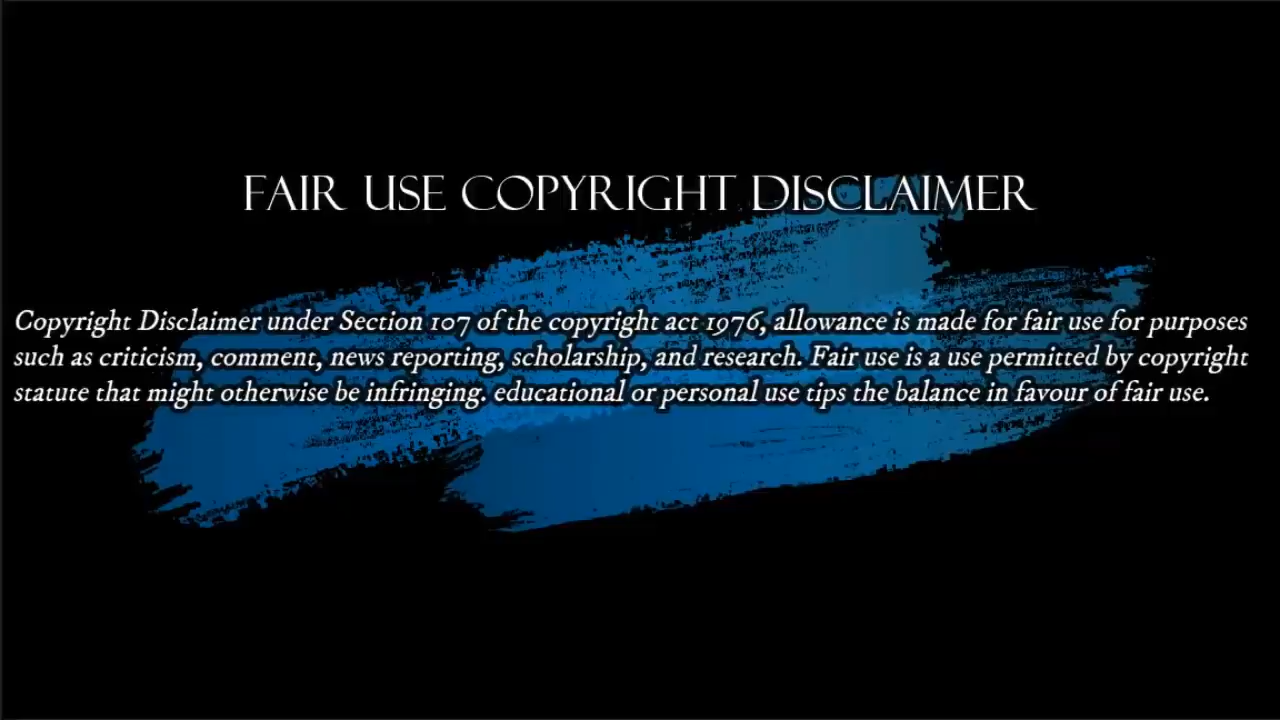 FAIR USE COPYRIGHT DISCLAIMER
Copyright Disclaimer under Section 107 of the copyright act 1976, allowance is made for fair use for purposes
such as criticism, comment, news reporting, scholarship, and research. Fair use is a use permitted by copyright
statute that might otherwise be infringing. educational or personal use tips the balance in favour of fair use.